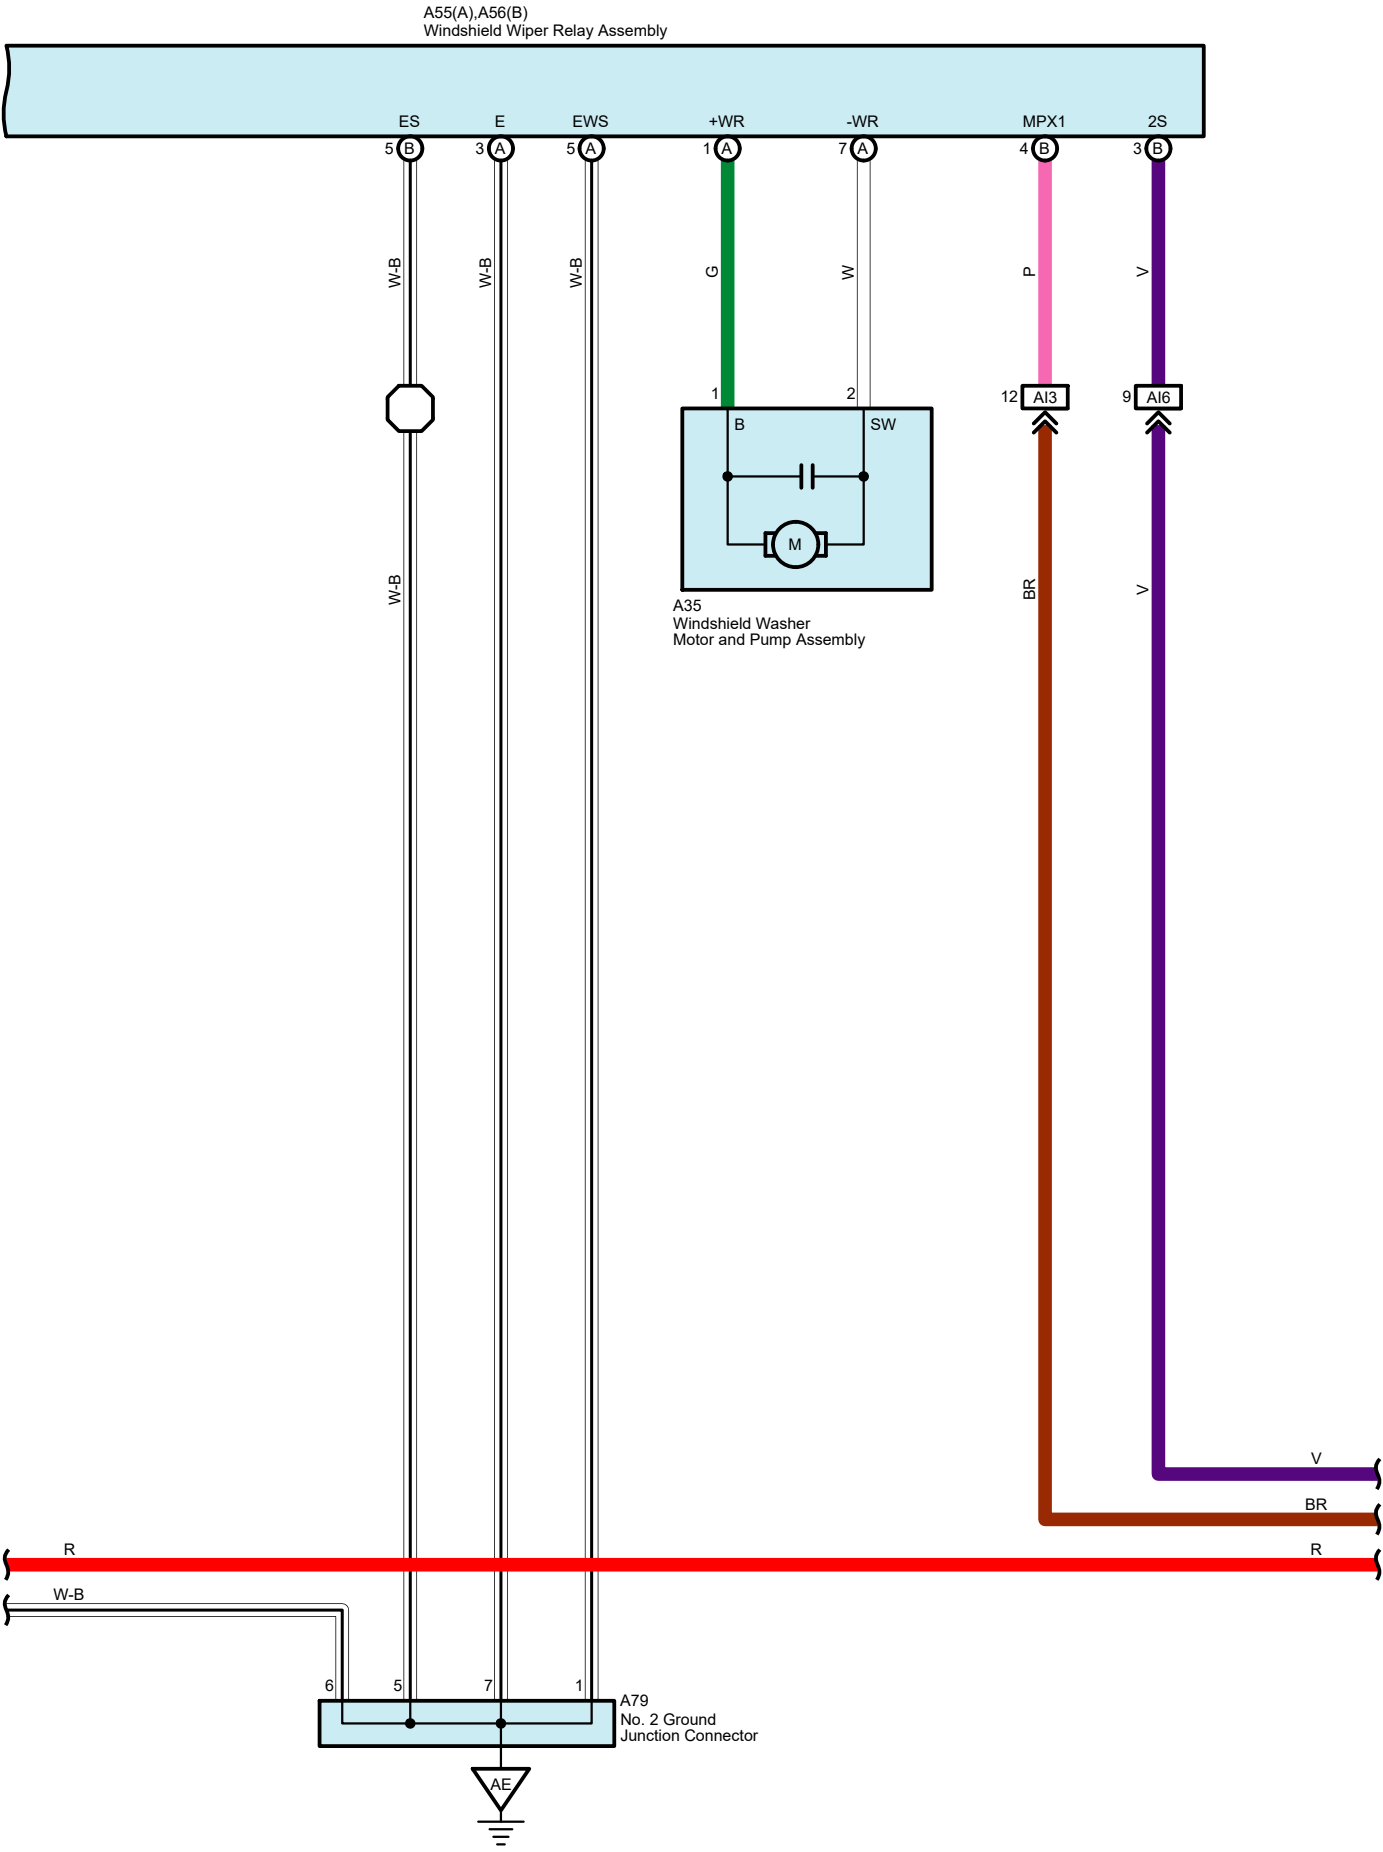 A55(A),A56(B)
Windshield Wiper Relay Assembly
ES E EWS +WR -WR MPX1 2S
5 B 3 A 5 A 1 A 7 A 4 B 3 B
W-B W-B W-B G W P V
1 2 12 AI3 9 AI6
B SW
M
W-B BR V
A35
Windshield Washer
Motor and Pump Assembly
V
BR
R R
W-B
6 5 7 1
A79
No. 2 Ground
Junction Connector
AE